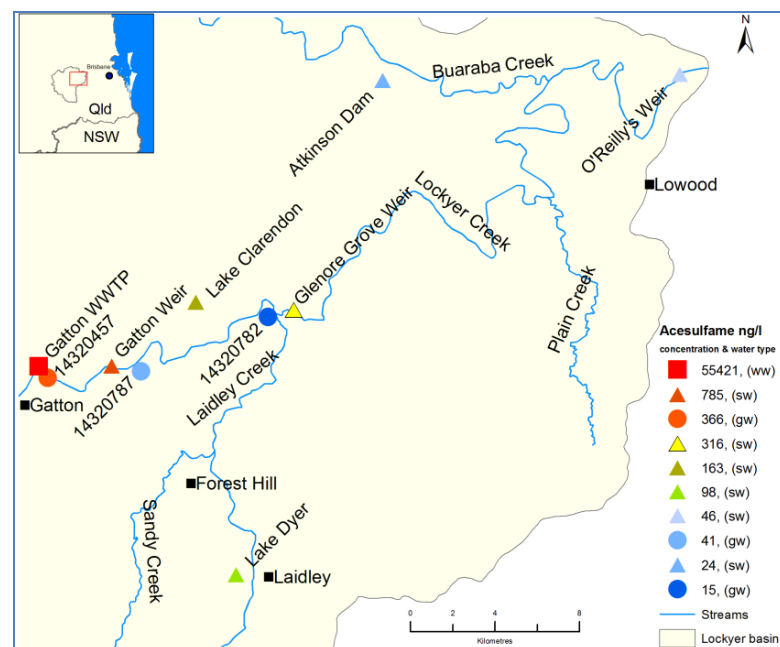 Brisbane
Qld
NSW
N
Buaraba Creek
Atkinson Dam
O'Reilly's Weir
Lowood
Lockyer Creek
Glenore Grove Weir
Lake Clarendon
Plain Creek
Gatton WWTP
14320457
Gatton Weir
14320787
14320782
Laidley Creek
Gatton
Forest Hill
Sandy Creek
Lake Dyer
Laidley
Acesulfame ng/l
concentration & water type
55421, (ww)
785, (sw)
366, (gw)
316, (sw)
163, (sw)
98, (sw)
46, (sw)
41, (gw)
24, (sw)
15, (gw)
Streams
Lockyer basin
0 2 4 8
Kilometres